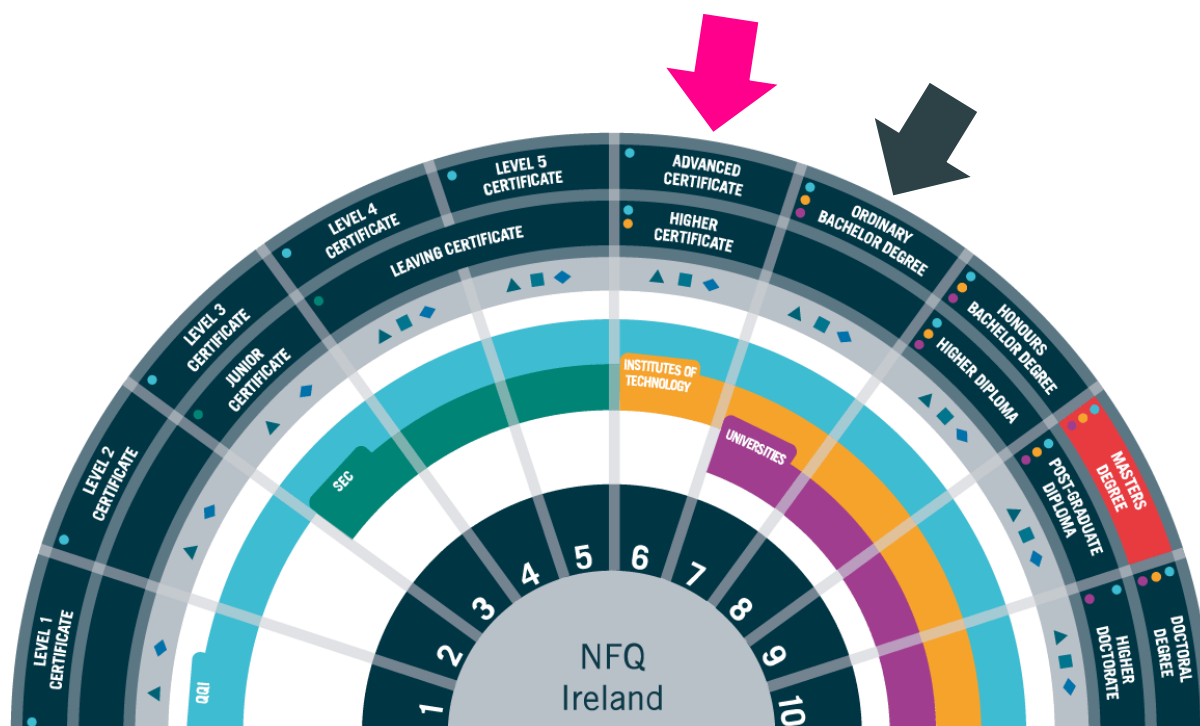 LEVEL 1
CERTIFICATE
LEVEL 2
CERTIFICATE
LEVEL 3
CERTIFICATE
JUNIOR
CERTIFICATE
LEVEL 4
CERTIFICATE
LEAVING CERTIFICATE
LEVEL 5
CERTIFICATE
ADVANCED
CERTIFICATE
HIGHER
CERTIFICATE
ORDINARY
BACHELOR DEGREE
HONOURS
BACHELOR DEGREE
HIGHER DIPLOMA
MASTERS
DEGREE
POST-GRADUATE
DIPLOMA
DOCTORAL
DEGREE
HIGHER
DOCTORATE
QQI
SEC
INSTITUTES OF
TECHNOLOGY
UNIVERSITIES
1
2
3
4
5
6
7
8
9
10
NFQ
Ireland